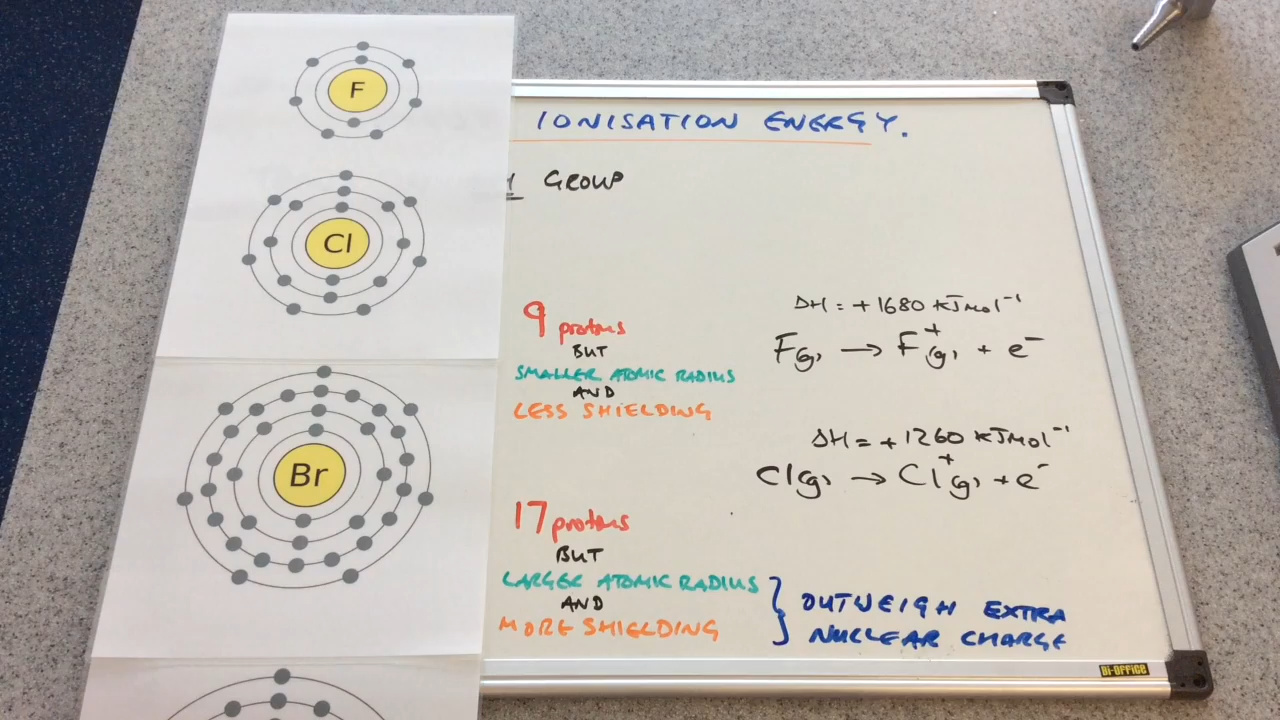 F
Cl
Br
IONISATION ENERGY.
GROUP
9 protons
BUT
SMALLER ATOMIC RADIUS
AND
LESS SHIELDING
ΔH = +1680 kJmol⁻¹
F(g) → F⁺(g) + e⁻
ΔH = +1260 kJmol⁻¹
Cl(g) → Cl⁺(g) + e⁻
17 protons
BUT
LARGER ATOMIC RADIUS
AND
MORE SHIELDING
OUTWEIGH EXTRA
NUCLEAR CHARGE
Bi-OFFICE